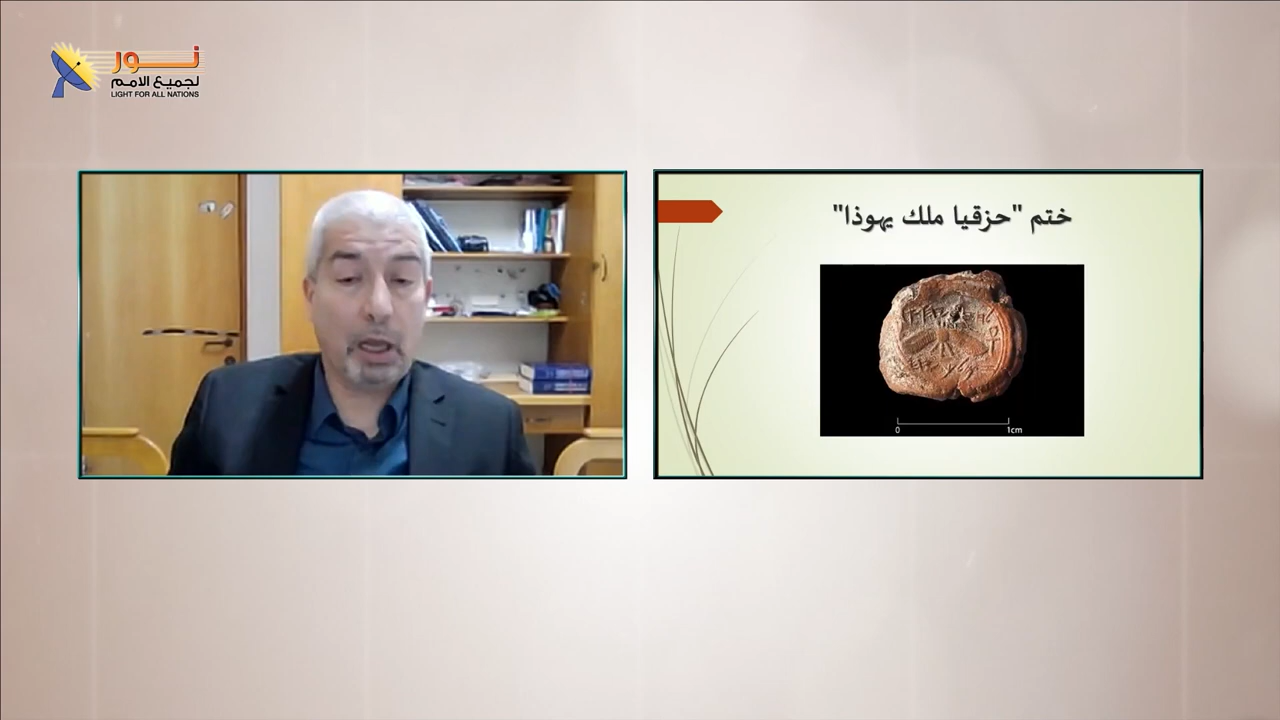 نور
لجميع الامم
LIGHT FOR ALL NATIONS
ختم "حزقيا ملك يهوذا"
0 1cm